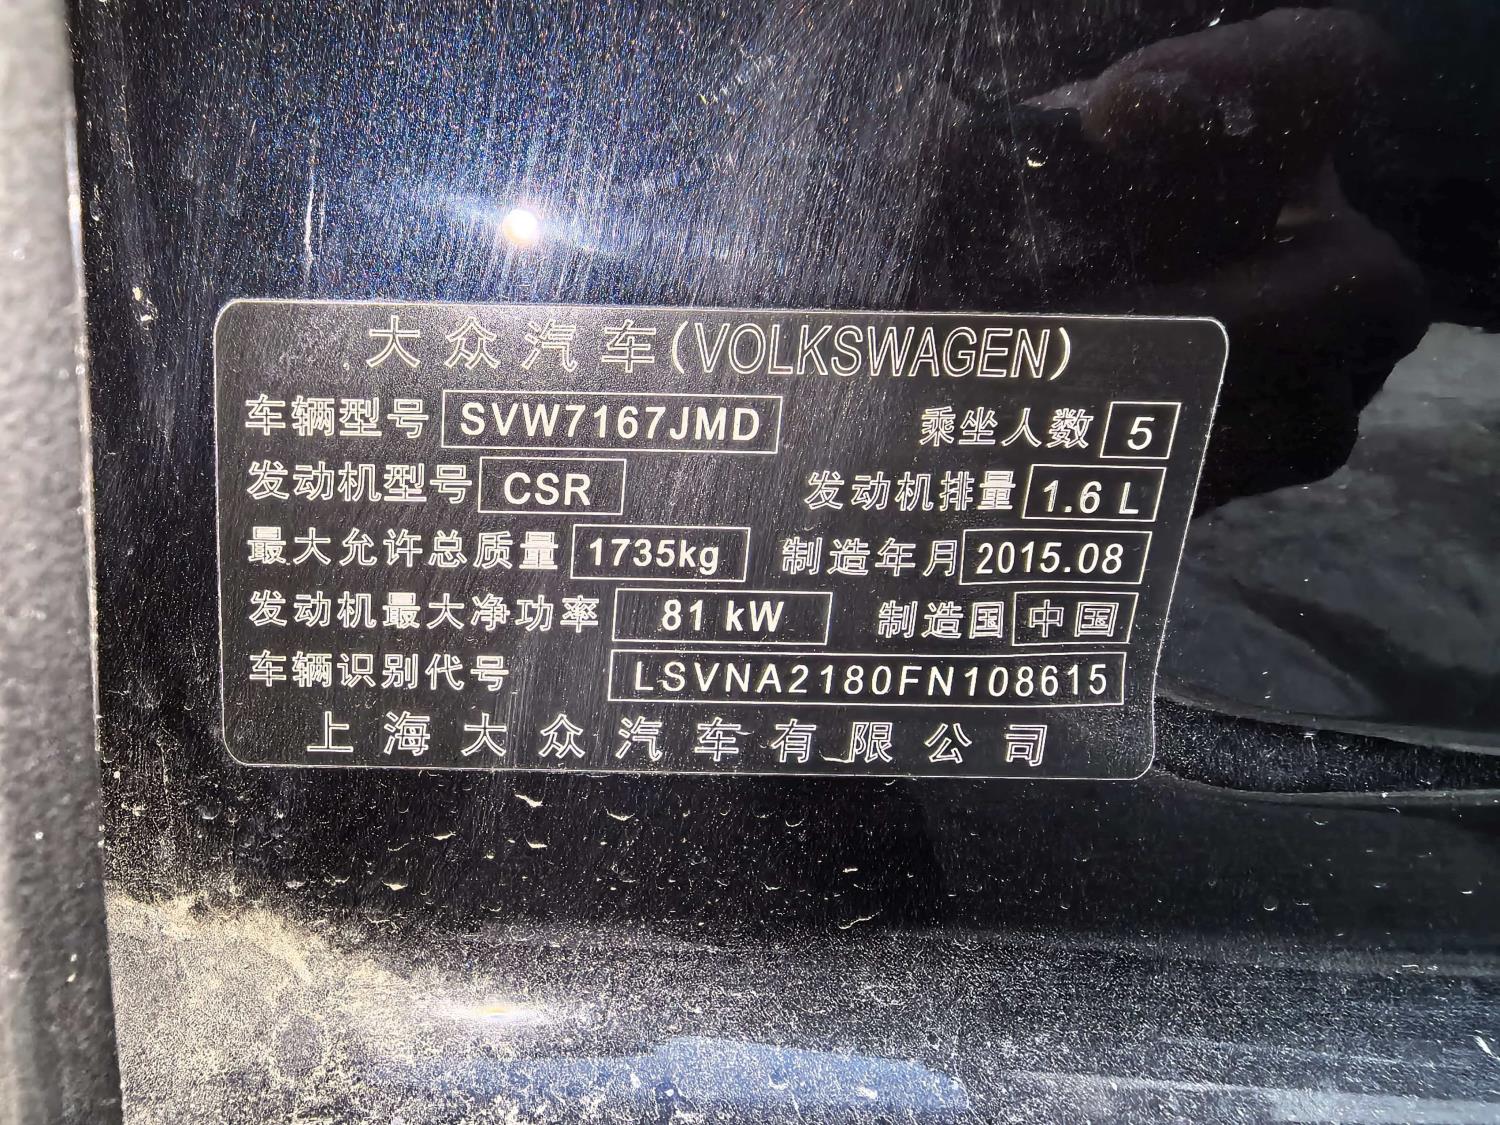 大众汽车(VOLKSWAGEN)
车辆型号 SVW7167JMD 乘坐人数 5
发动机型号 CSR 发动机排量 1.6 L
最大允许总质量 1735kg 制造年月 2015.08
发动机最大净功率 81 kW 制造国 中国
车辆识别代号 LSVNA2180FN108615
上海大众汽车有限公司